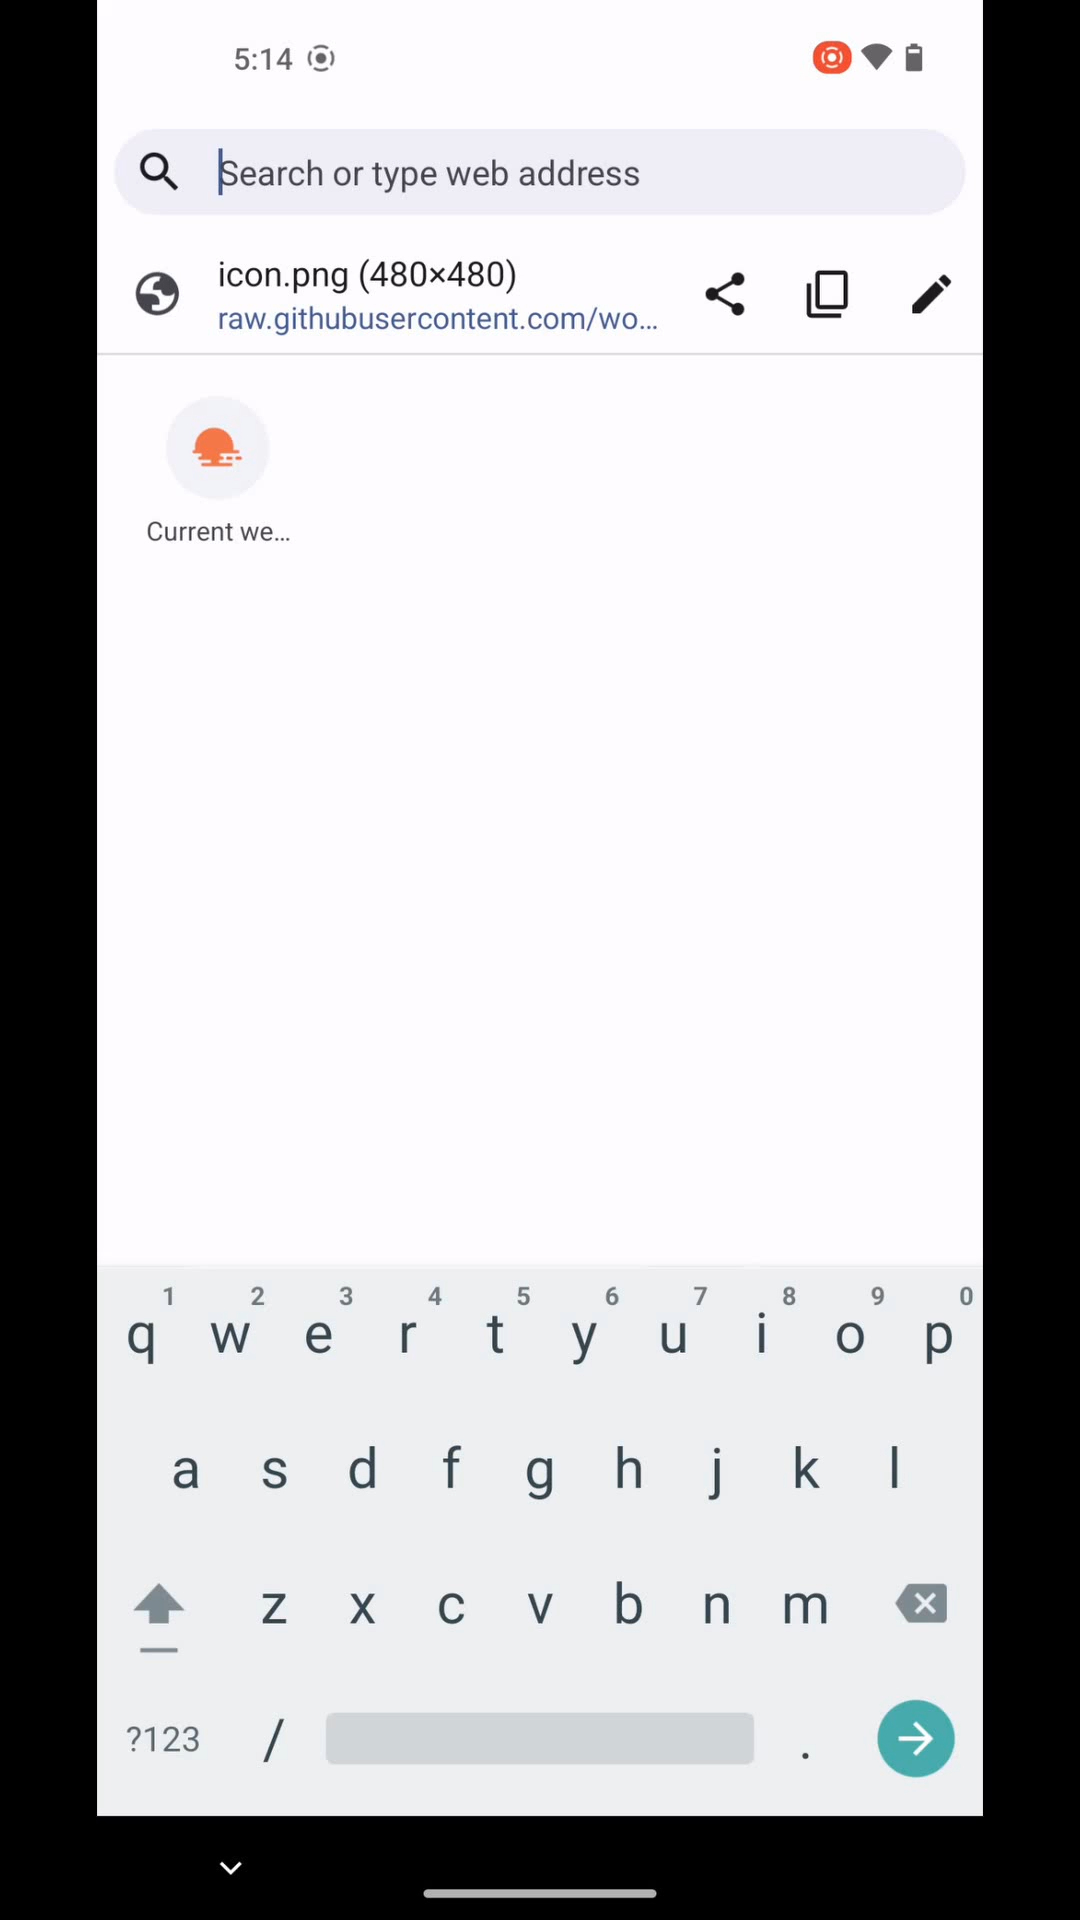 5:14
Search or type web address
icon.png (480×480)
raw.githubusercontent.com/wo...
Current we...
1 2 3 4 5 6 7 8 9 0
q w e r t y u i o p
a s d f g h j k l
z x c v b n m
?123 / .